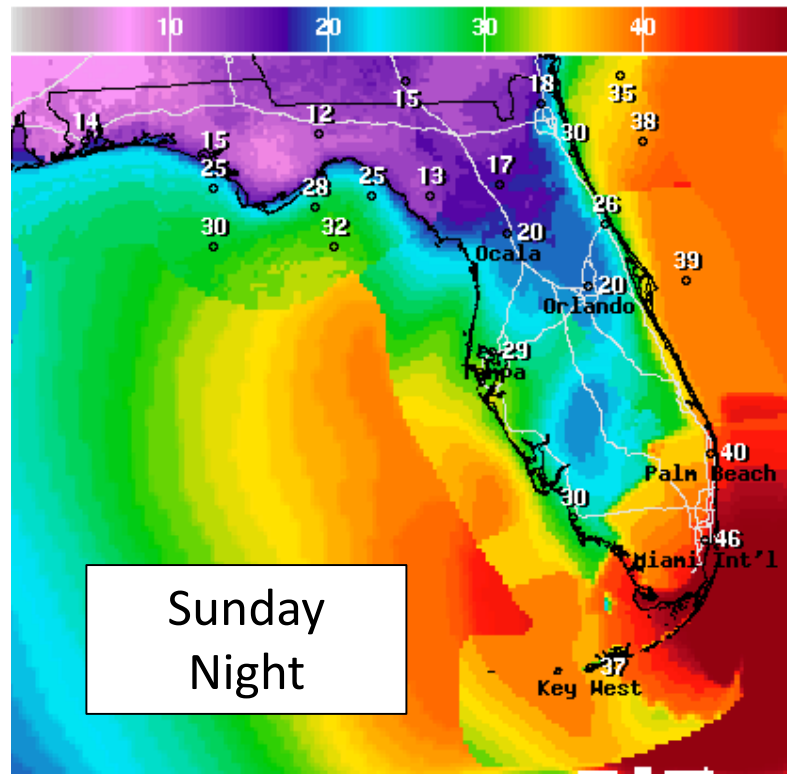 10 20 30 40
18
15
35
12
14
38
30
15
25
25
13
17
28
26
30
32
20
Ocala
39
20
Orlando
29
Tampa
40
Palm Beach
30
46
Miami Int'l
Sunday
Night
37
Key West